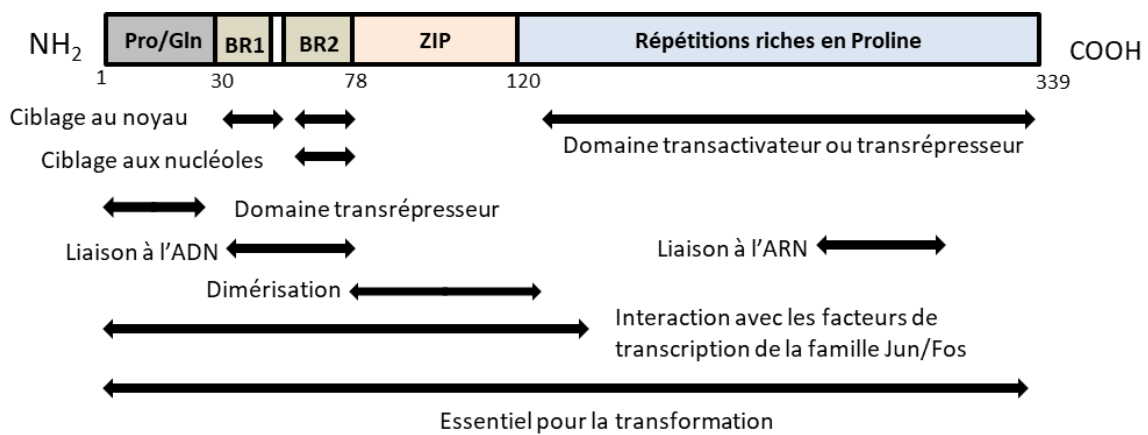 NH2 Pro/Gln BR1 BR2 ZIP Répétitions riches en Proline COOH
1 30 78 120 339
Ciblage au noyau
Domaine transactivateur ou transrépresseur
Ciblage aux nucléoles
Domaine transrépresseur
Liaison à l'ADN
Liaison à l'ARN
Dimérisation
Interaction avec les facteurs de
transcription de la famille Jun/Fos
Essentiel pour la transformation